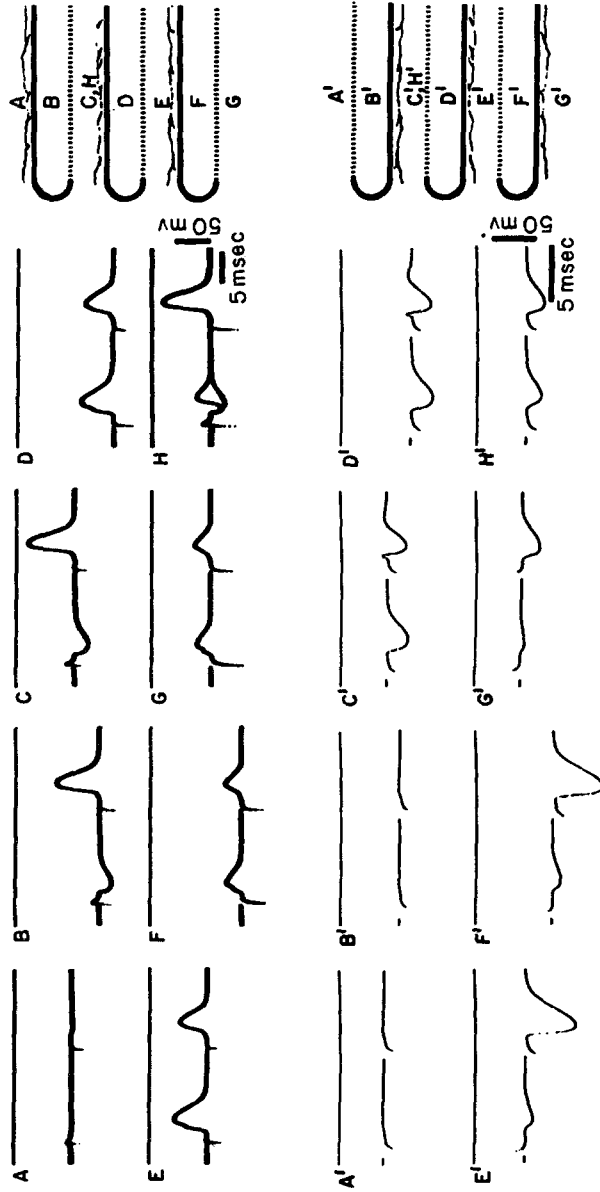 A B C D
E F G H
50 mv
5 msec
A
B
C,H
D
E
F
G
A' B' C' D'
E' F' G' H'
50 mv
5 msec
A'
B'
C'H'
D'
E'
F'
G'